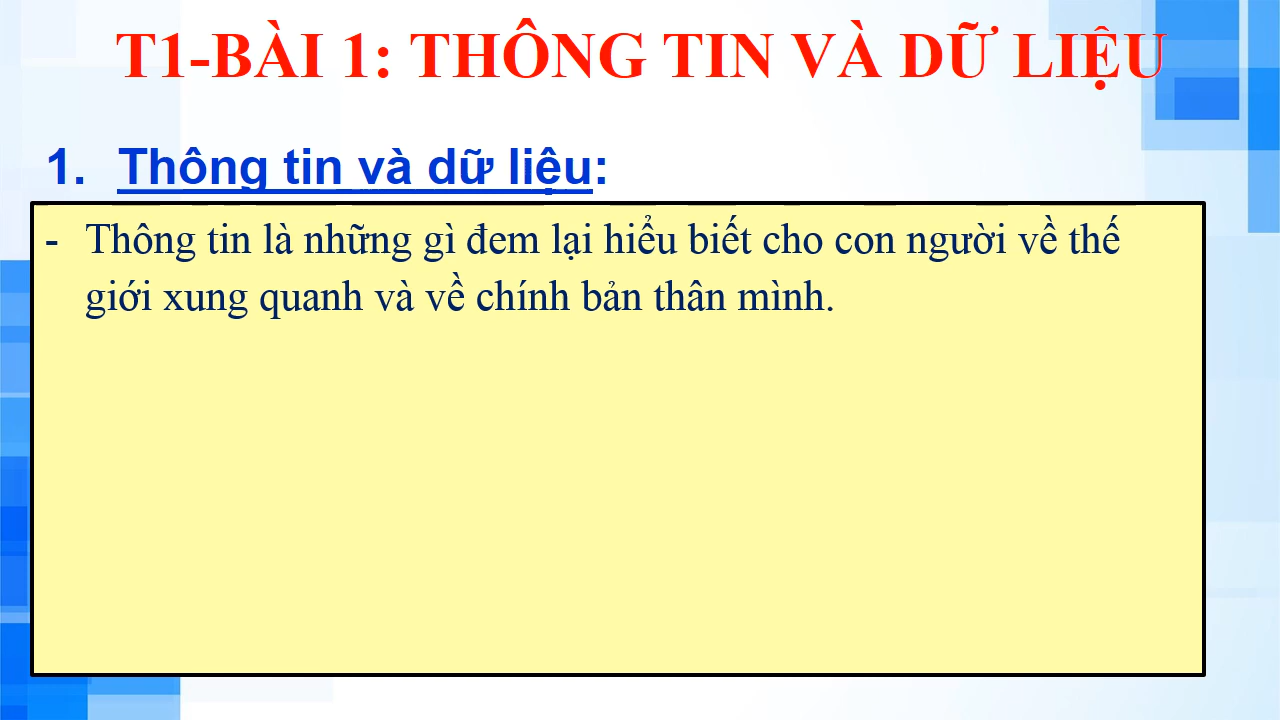 T1-BÀI 1: THÔNG TIN VÀ DỮ LIỆU
1. Thông tin và dữ liệu:
- Thông tin là những gì đem lại hiểu biết cho con người về thế
giới xung quanh và về chính bản thân mình.